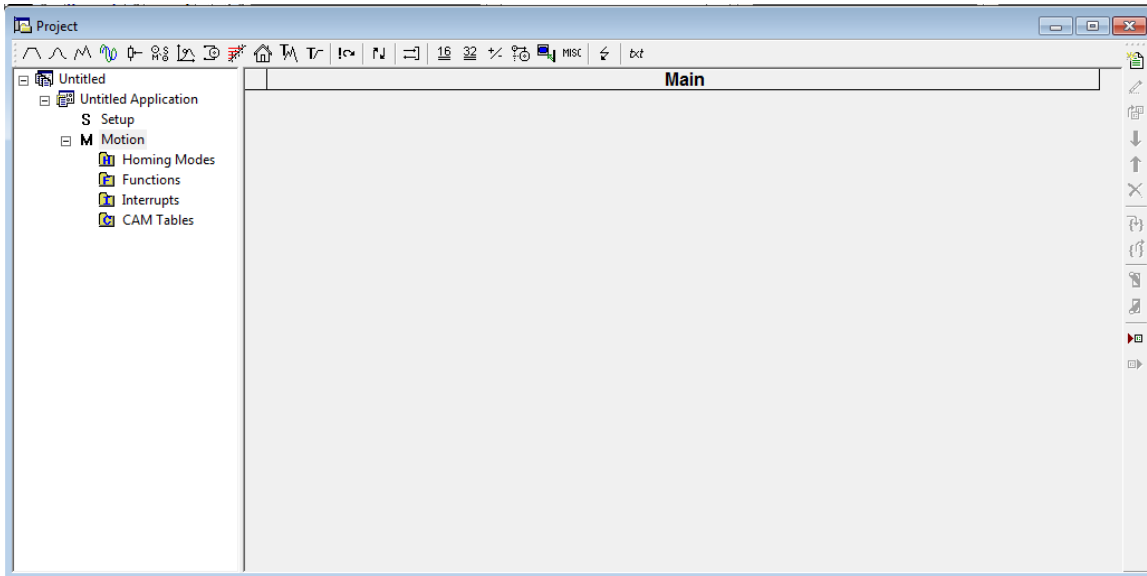 Project
16 32 +/- MISC txt
Untitled
Main
Untitled Application
S Setup
M Motion
H Homing Modes
F Functions
I Interrupts
C CAM Tables